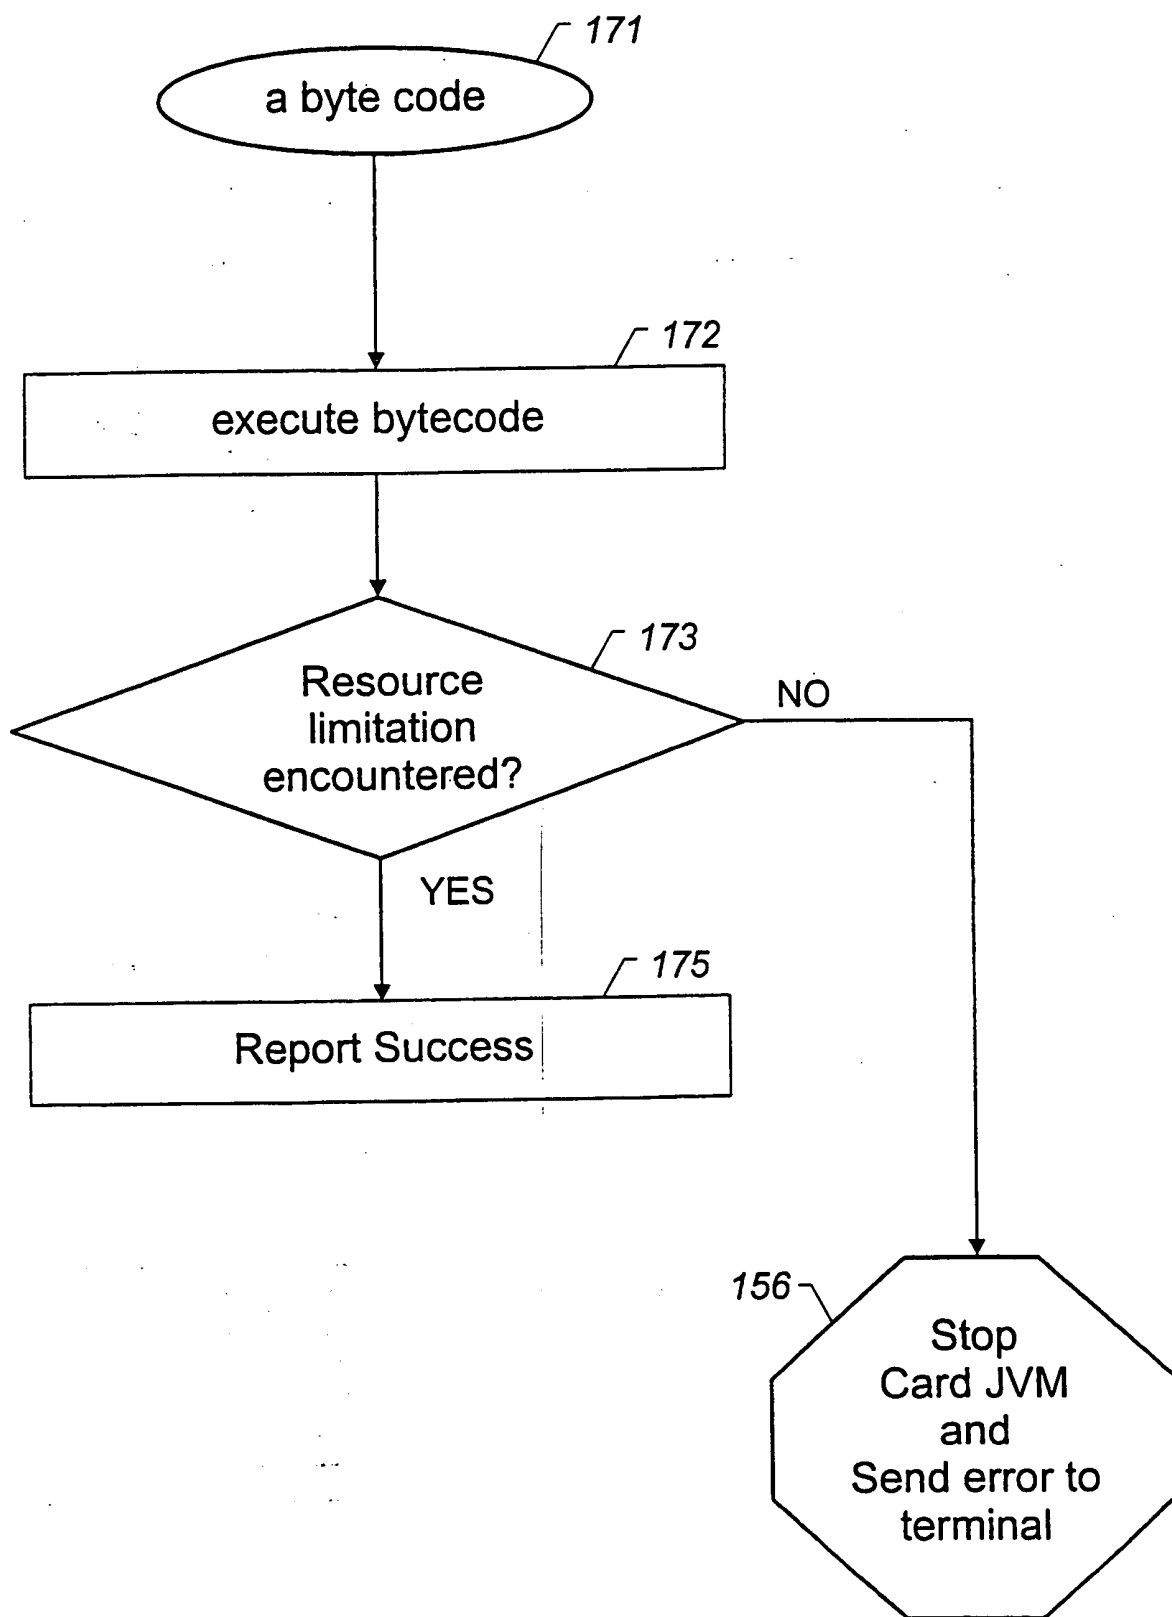 171
a byte code
172
execute bytecode
173
Resource
limitation
encountered?
NO
YES
175
Report Success
156
Stop
Card JVM
and
Send error to
terminal